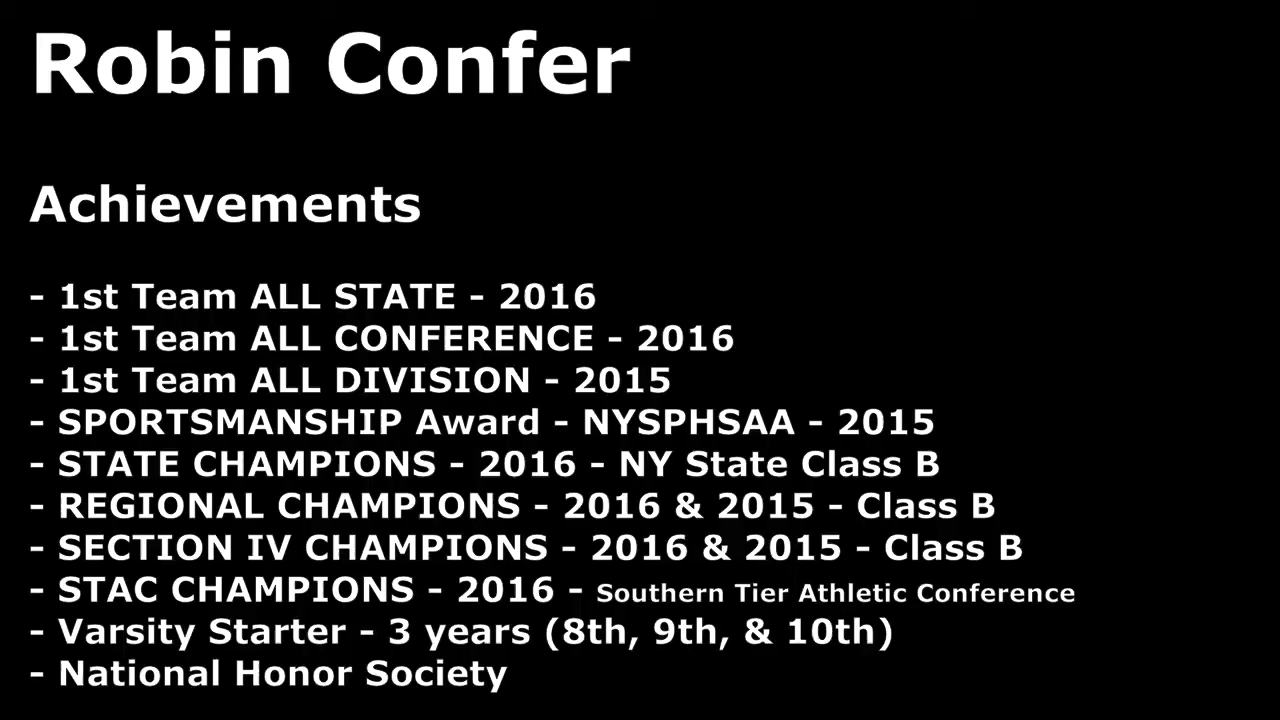 Robin Confer
Achievements
- 1st Team ALL STATE - 2016
- 1st Team ALL CONFERENCE - 2016
- 1st Team ALL DIVISION - 2015
- SPORTSMANSHIP Award - NYSPHSAA - 2015
- STATE CHAMPIONS - 2016 - NY State Class B
- REGIONAL CHAMPIONS - 2016 & 2015 - Class B
- SECTION IV CHAMPIONS - 2016 & 2015 - Class B
- STAC CHAMPIONS - 2016 - Southern Tier Athletic Conference
- Varsity Starter - 3 years (8th, 9th, & 10th)
- National Honor Society